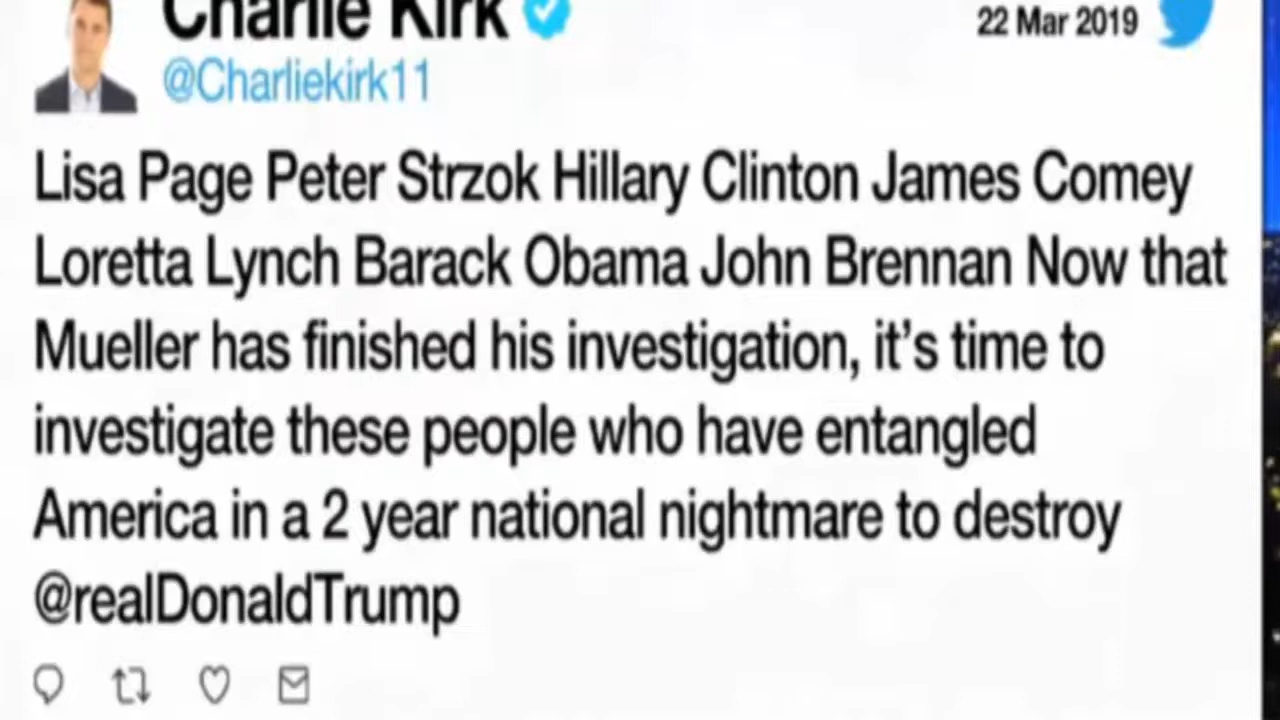 Charlie Kirk
22 Mar 2019
@Charliekirk11
Lisa Page Peter Strzok Hillary Clinton James Comey
Loretta Lynch Barack Obama John Brennan Now that
Mueller has finished his investigation, it's time to
investigate these people who have entangled
America in a 2 year national nightmare to destroy
@realDonaldTrump